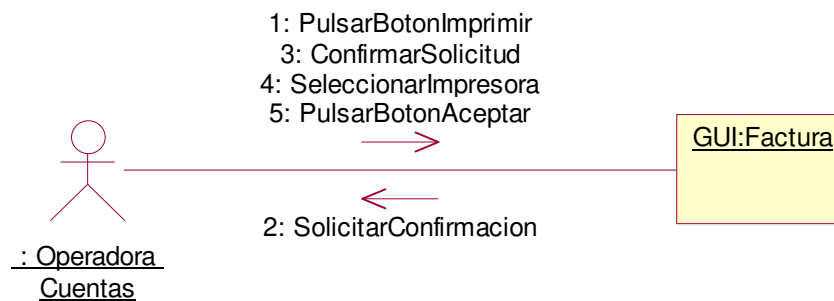 1: PulsarBotonImprimir
3: ConfirmarSolicitud
4: SeleccionarImpresora
5: PulsarBotonAceptar
GUI:Factura
2: SolicitarConfirmacion
: Operadora
Cuentas